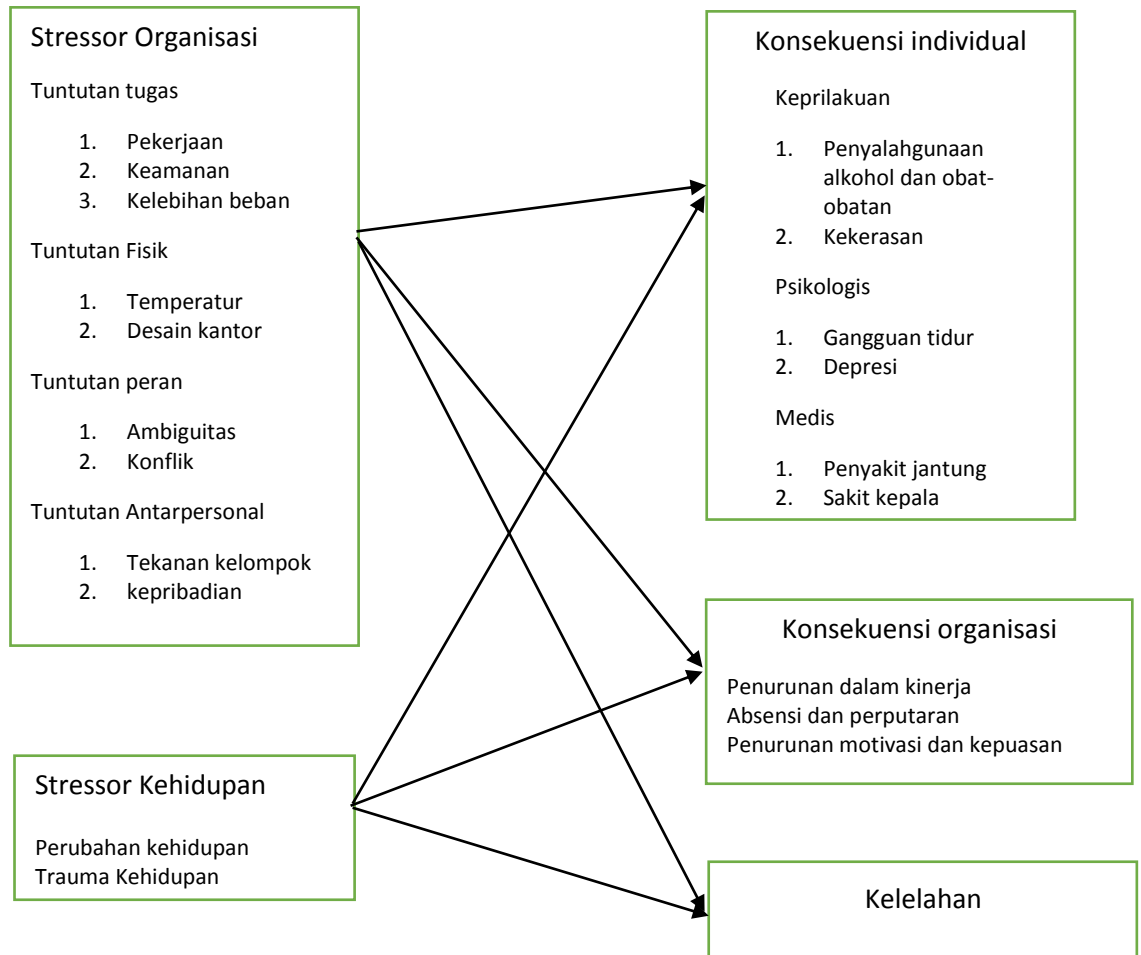 Stressor Organisasi
Tuntutan tugas
1. Pekerjaan
2. Keamanan
3. Kelebihan beban
Tuntutan Fisik
1. Temperatur
2. Desain kantor
Tuntutan peran
1. Ambiguitas
2. Konflik
Tuntutan Antarpersonal
1. Tekanan kelompok
2. kepribadian
Stressor Kehidupan
Perubahan kehidupan
Trauma Kehidupan
Konsekuensi individual
Keprilakuan
1. Penyalahgunaan
alkohol dan obat-
obatan
2. Kekerasan
Psikologis
1. Gangguan tidur
2. Depresi
Medis
1. Penyakit jantung
2. Sakit kepala
Konsekuensi organisasi
Penurunan dalam kinerja
Absensi dan perputaran
Penurunan motivasi dan kepuasan
Kelelahan